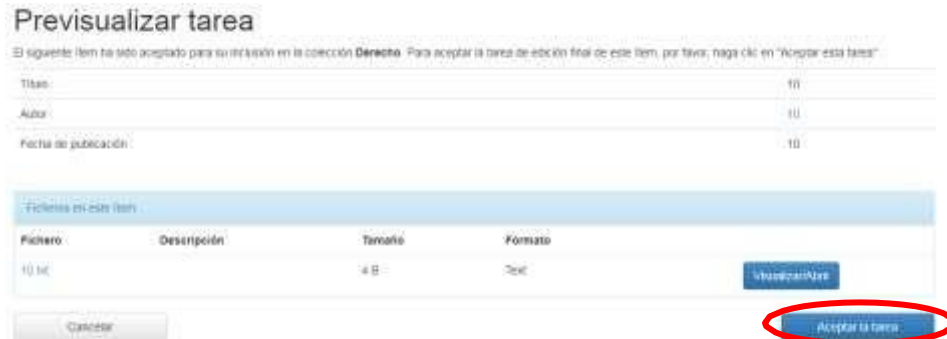 Previsualizar tarea
El siguiente ítem ha sido aceptado para su inclusión en la colección Derecho. Para aceptar la tarea de edición final de este ítem, por favor, haga clic en "Aceptar esta tarea"
Título: 10
Autor: 10
Fecha de publicación: 10
Ficheros en este ítem
Fichero Descripción Tamaño Formato
10.txt 4 B Text Visualizar/Abrir
Cancelar Aceptar la tarea